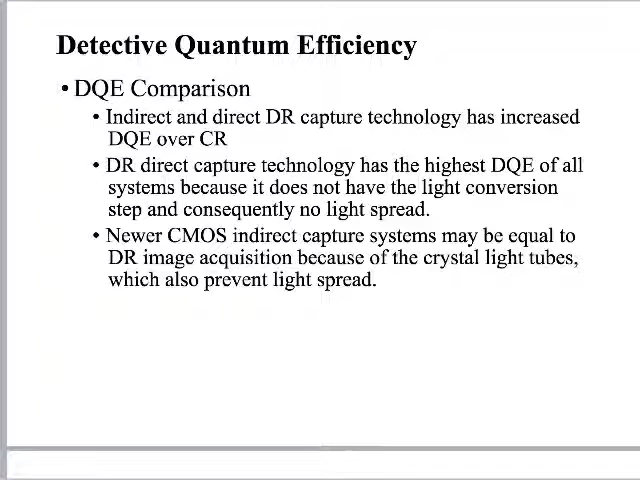 Detective Quantum Efficiency
• DQE Comparison
• Indirect and direct DR capture technology has increased
DQE over CR
• DR direct capture technology has the highest DQE of all
systems because it does not have the light conversion
step and consequently no light spread.
• Newer CMOS indirect capture systems may be equal to
DR image acquisition because of the crystal light tubes,
which also prevent light spread.